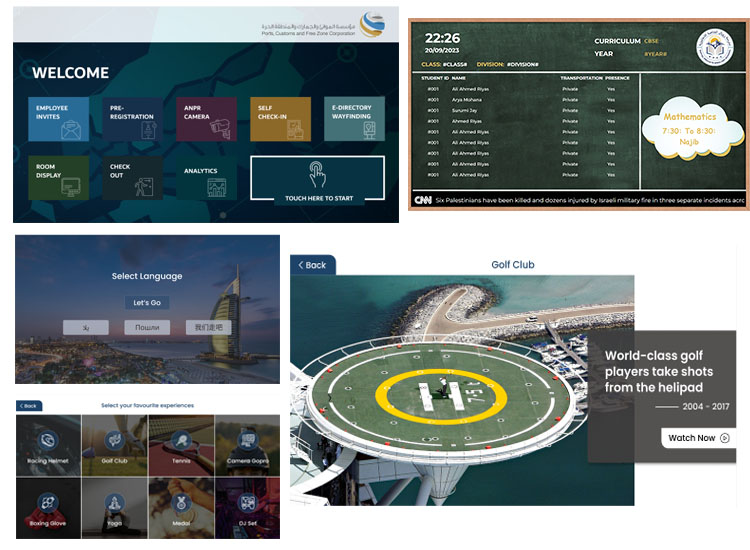 مؤسسة الموانئ والجمارك والمنطقة الحرة
Ports, Customs and Free Zone Corporation
WELCOME
EMPLOYEE
INVITES
PRE-
REGISTRATION
ANPR
CAMERA
SELF
CHECK-IN
E-DIRECTORY
WAYFINDING
ROOM
DISPLAY
CHECK
OUT
ANALYTICS
TOUCH HERE TO START
22:26
20/09/2023
CURRICULUM CBSE
YEAR #YEAR#
CLASS: #CLASS# DIVISION: #DIVISION#
STUDENT ID NAME TRANSPORTATION PRESENCE
#001 Ali Ahmed Riyas Private Yes
#001 Arya Mohana Private Yes
#001 Surumi Jay Private Yes
#001 Ahmed Riyas Private Yes
#001 Ali Ahmed Riyas Private Yes
#001 Ali Ahmed Riyas Private Yes
#001 Ali Ahmed Riyas Private Yes
#001 Ali Ahmed Riyas Private Yes
#001 Ali Ahmed Riyas Private Yes
Mathematics
7:30: To 8:30:
Najib
CNN Six Palestinians have been killed and dozens injured by Israeli military fire in three separate incidents acro
Select Language
Let's Go
Пошли
我们走吧
Back
Select your favourite experiences
Racing Helmet
Golf Club
Tennis
Camera Gopro
Boxing Glove
Yoga
Medal
DJ Set
Back
Golf Club
H
World-class golf
players take shots
from the helipad
2004 - 2017
Watch Now